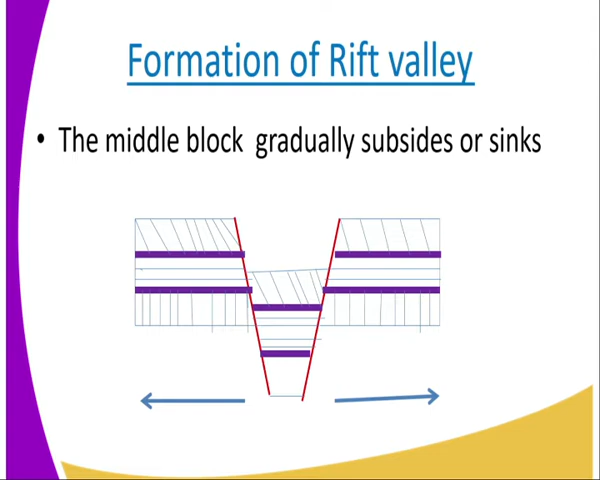 Formation of Rift valley
• The middle block gradually subsides or sinks